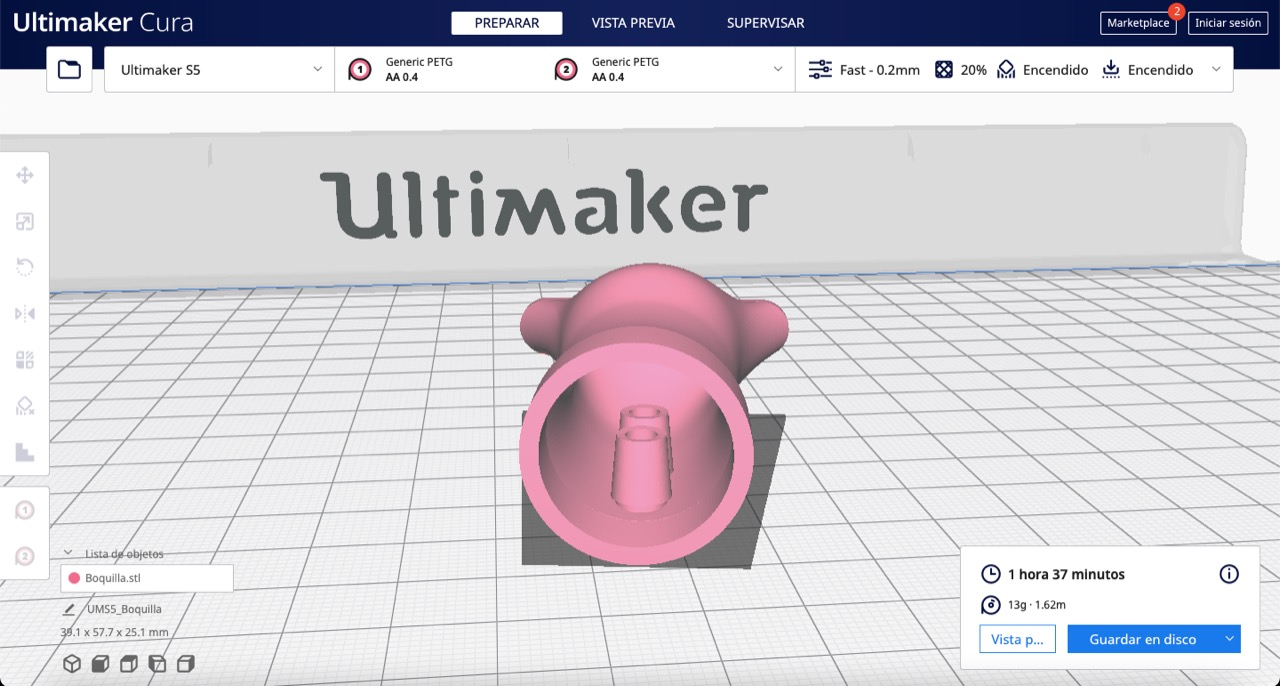 Ultimaker Cura
PREPARAR
VISTA PREVIA
SUPERVISAR
Marketplace
2
Iniciar sesión
Ultimaker S5
1
Generic PETG
AA 0.4
2
Generic PETG
AA 0.4
Fast - 0.2mm
20%
Encendido
Encendido
Ultimaker
1
2
Lista de objetos
Boquilla.stl
UMS5_Boquilla
39.1 x 57.7 x 25.1 mm
1 hora 37 minutos
13g · 1.62m
Vista p...
Guardar en disco